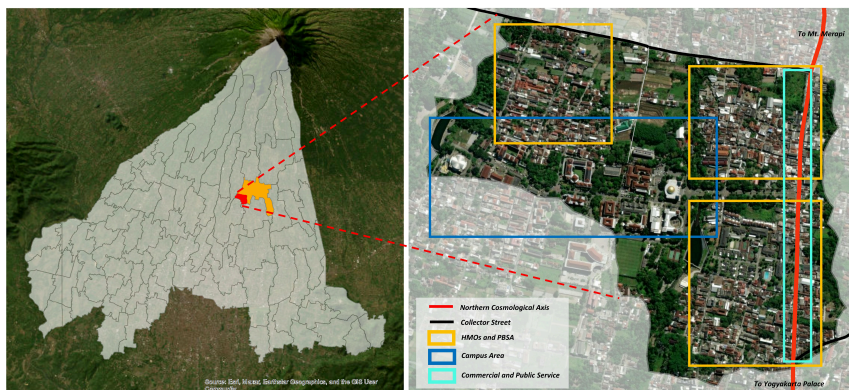 To Mt. Merapi
Northern Cosmological Axis
Collector Street
HMOs and PBSA
Campus Area
Commercial and Public Service
To Yogyakarta Palace
Source: Esri, Maxar, Earthstar Geographics, and the GIS User